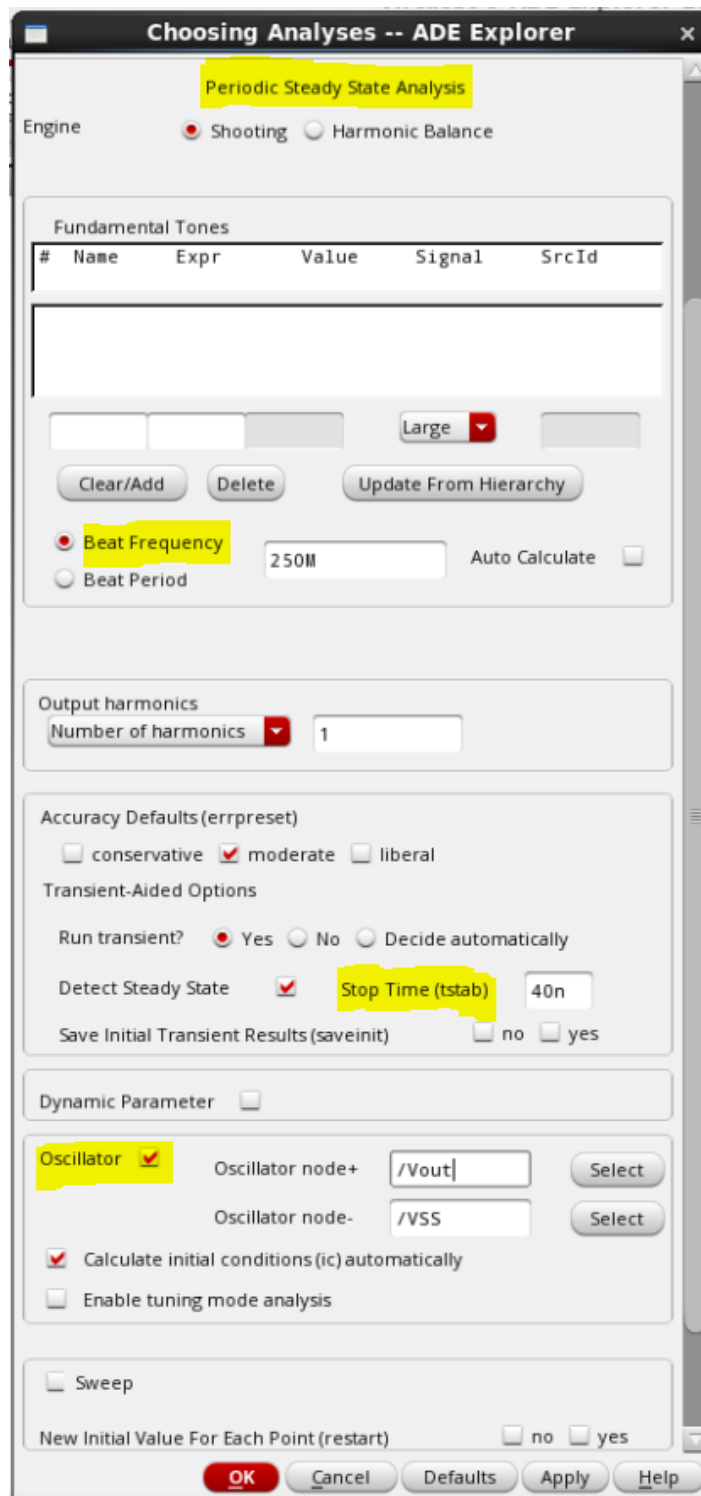 Choosing Analyses -- ADE Explorer
Periodic Steady State Analysis
Engine Shooting Harmonic Balance
Fundamental Tones
# Name Expr Value Signal SrcId
Large
Clear/Add Delete Update From Hierarchy
Beat Frequency 250M Auto Calculate
Beat Period
Output harmonics
Number of harmonics 1
Accuracy Defaults (errpreset)
conservative moderate liberal
Transient-Aided Options
Run transient? Yes No Decide automatically
Detect Steady State Stop Time (tstab) 40n
Save Initial Transient Results (saveinit) no yes
Dynamic Parameter
Oscillator Oscillator node+ /Vout Select
Oscillator node- /VSS Select
Calculate initial conditions (ic) automatically
Enable tuning mode analysis
Sweep
New Initial Value For Each Point (restart) no yes
OK Cancel Defaults Apply Help